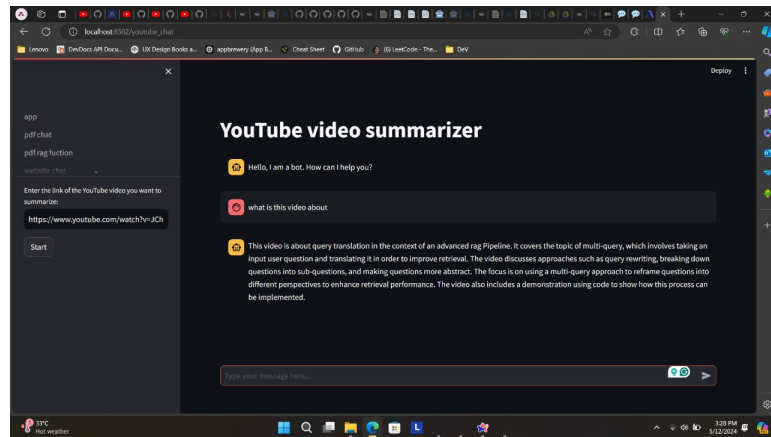 localhost:8502/youtube_chat
Lenovo
DevDocs API Docu...
UX Design Books a...
appbrewery (App B...
Cheat Sheet
GitHub
(6) LeetCode - The...
DeV
Deploy
app
pdf chat
pdf rag fuction
website chat
Enter the link of the YouTube video you want to
summarize:
https://www.youtube.com/watch?v=JCh
Start
YouTube video summarizer
Hello, I am a bot. How can I help you?
what is this video about
This video is about query translation in the context of an advanced rag Pipeline. It covers the topic of multi-query, which involves taking an
input user question and translating it in order to improve retrieval. The video discusses approaches such as query rewriting, breaking down
questions into sub-questions, and making questions more abstract. The focus is on using a multi-query approach to reframe questions into
different perspectives to enhance retrieval performance. The video also includes a demonstration using code to show how this process can
be implemented.
Type your message here...
33°C
Hot weather
3:28 PM
5/12/2024